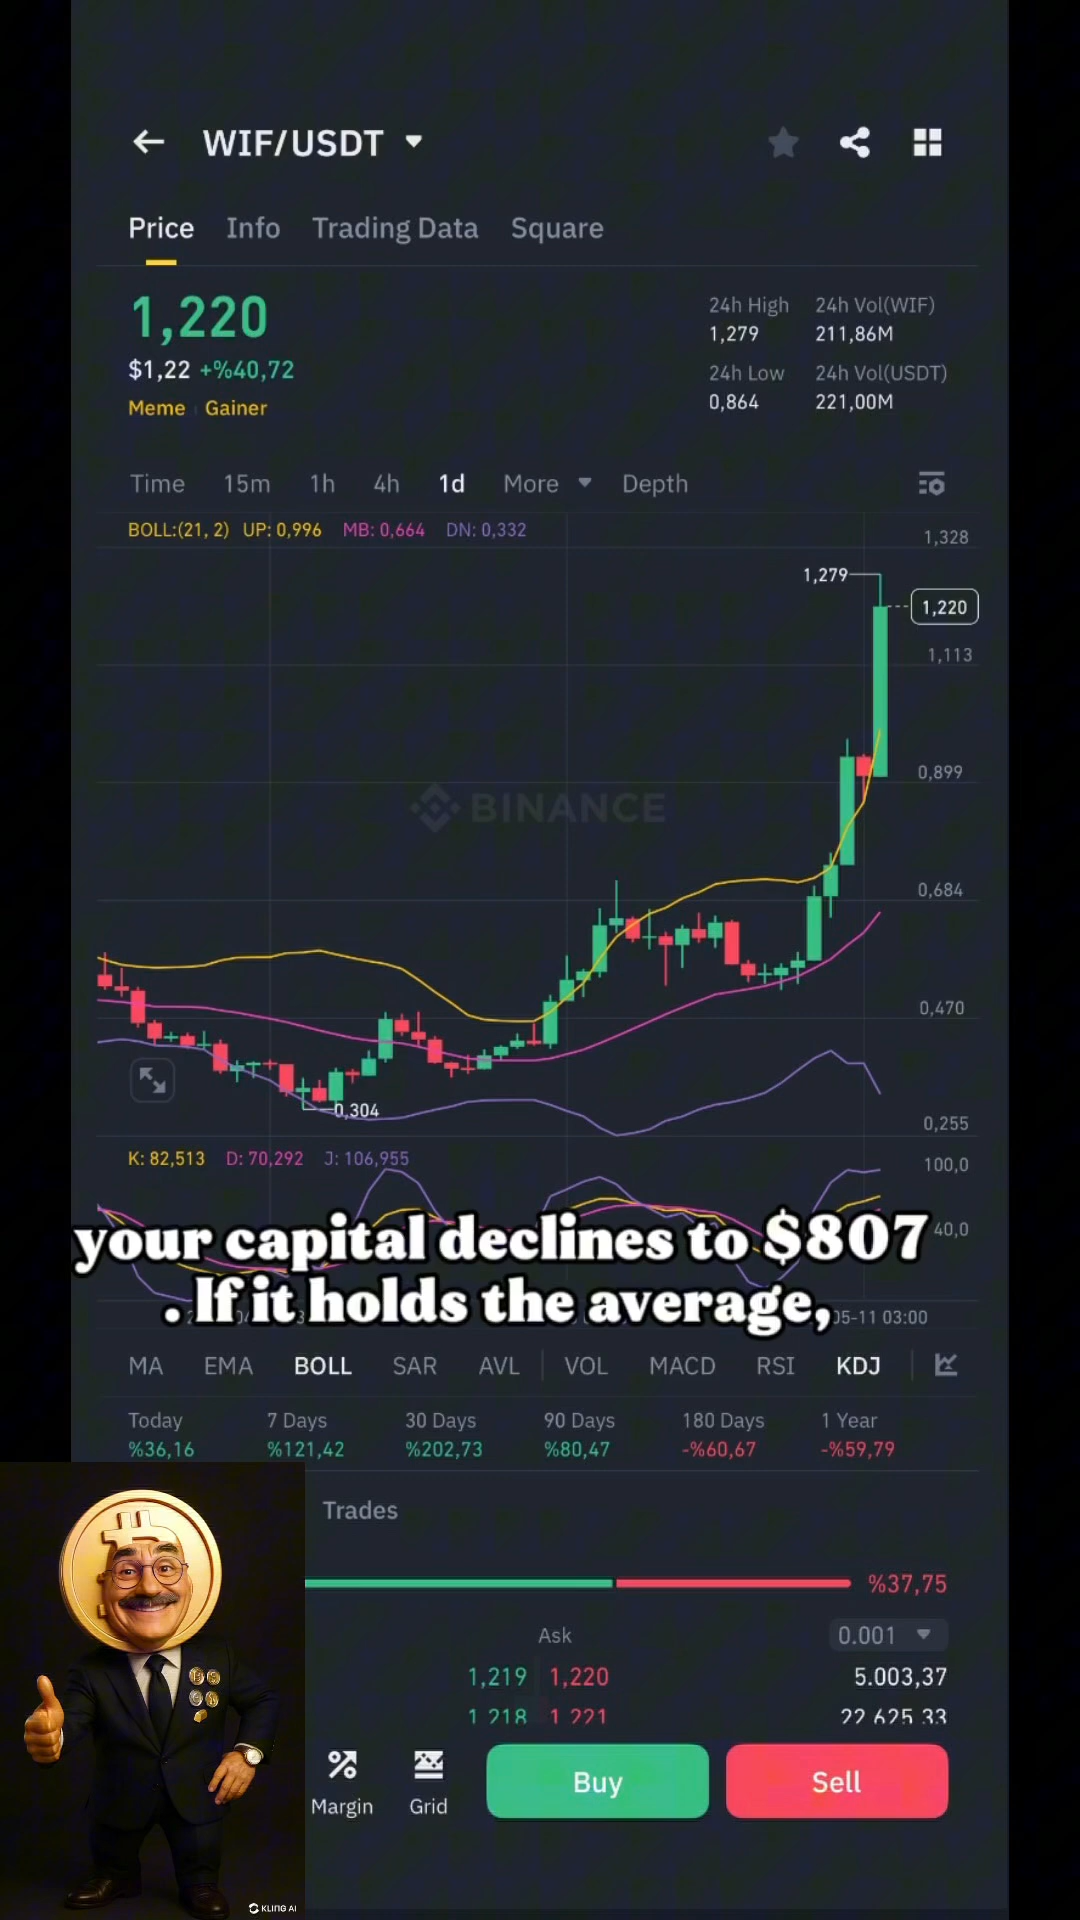 WIF/USDT
Price Info Trading Data Square
1,220
$1,22 +%40,72
Meme Gainer
24h High 24h Vol(WIF)
1,279 211,86M
24h Low 24h Vol(USDT)
0,864 221,00M
Time 15m 1h 4h 1d More Depth
BOLL:(21, 2) UP: 0,996 MB: 0,664 DN: 0,332
1,328
1,279
1,220
1,113
0,899
BINANCE
0,684
0,470
0,304
0,255
K: 82,513 D: 70,292 J: 106,955
100,0
40,0
your capital declines to $807
. If it holds the average,
05-11 03:00
MA EMA BOLL SAR AVL VOL MACD RSI KDJ
Today 7 Days 30 Days 90 Days 180 Days 1 Year
%36,16 %121,42 %202,73 %80,47 -%60,67 -%59,79
Trades
%37,75
Ask 0.001
1,219 1,220 5.003,37
1,218 1,221 22.625,33
Margin Grid Buy Sell
KLING AI